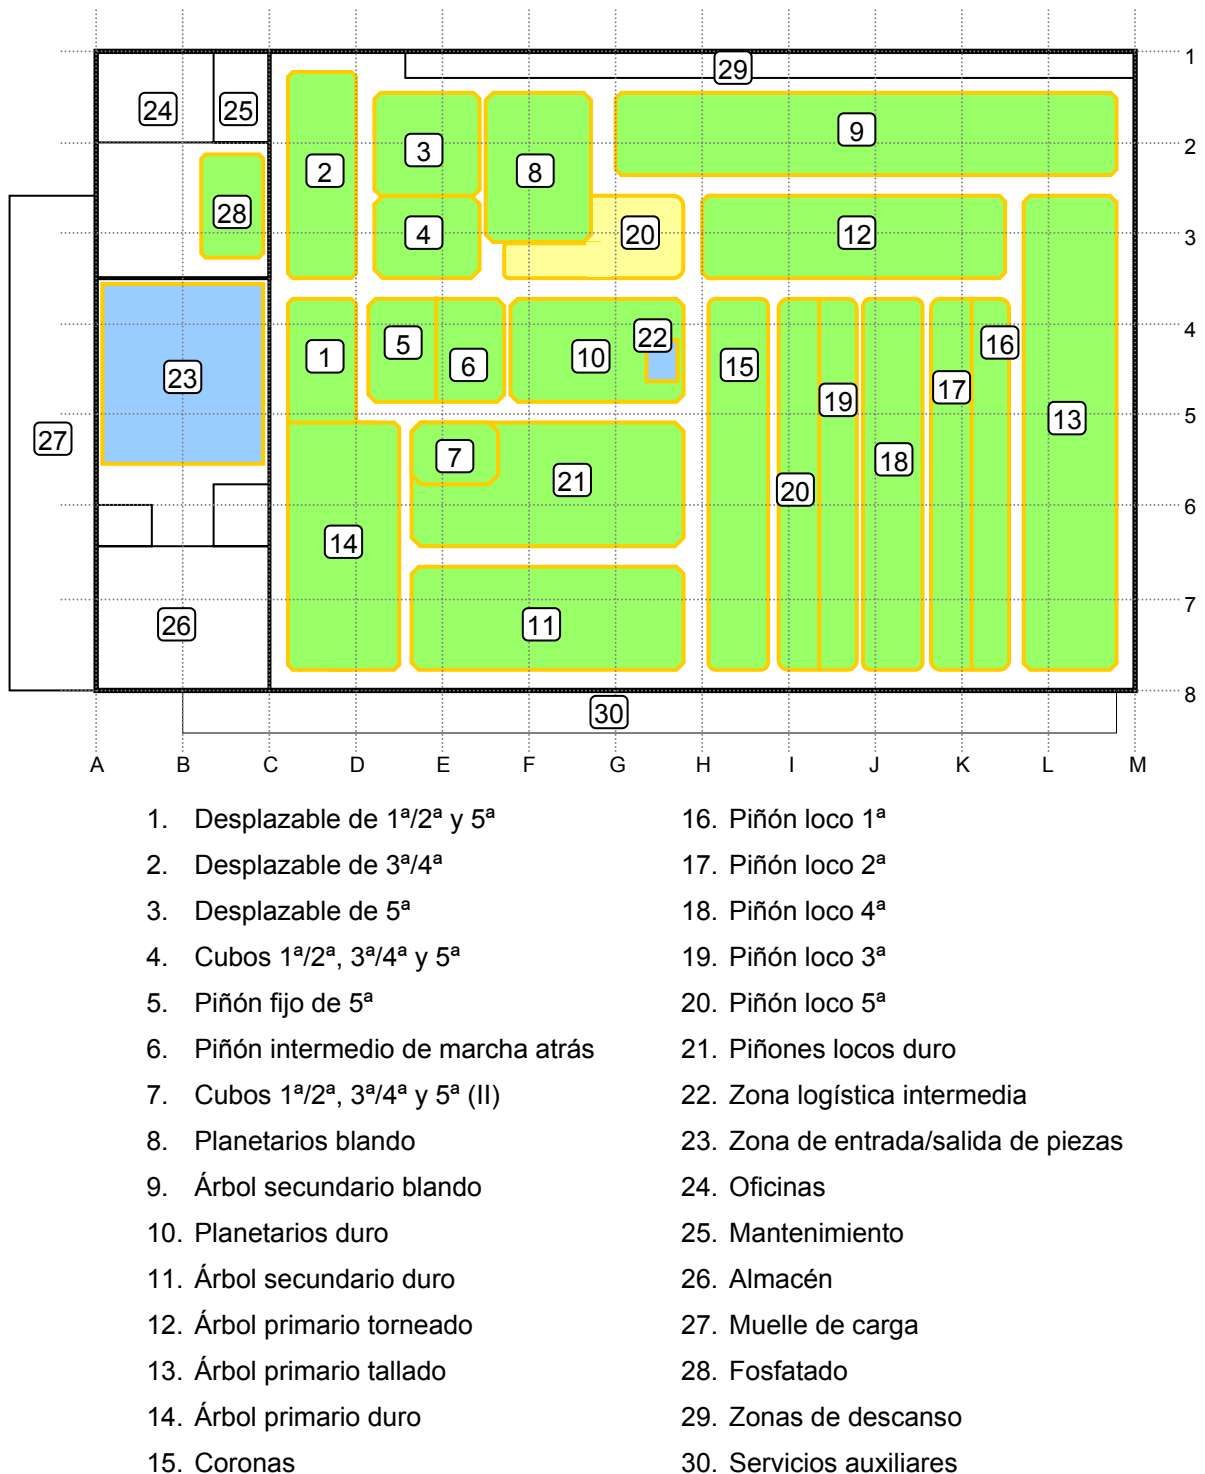 1
29
24 25
9
3
2
2 8
28
4 20 12 3
4
22
5 6 1 10 15 16
23 17
19
13 5
27
7
21 18
20
6
14
7
26 11
8
30
A B C D E F G H I J K L M
1. Desplazable de 1ª/2ª y 5ª
2. Desplazable de 3ª/4ª
3. Desplazable de 5ª
4. Cubos 1ª/2ª, 3ª/4ª y 5ª
5. Piñón fijo de 5ª
6. Piñón intermedio de marcha atrás
7. Cubos 1ª/2ª, 3ª/4ª y 5ª (II)
8. Planetarios blando
9. Árbol secundario blando
10. Planetarios duro
11. Árbol secundario duro
12. Árbol primario torneado
13. Árbol primario tallado
14. Árbol primario duro
15. Coronas
16. Piñón loco 1ª
17. Piñón loco 2ª
18. Piñón loco 4ª
19. Piñón loco 3ª
20. Piñón loco 5ª
21. Piñones locos duro
22. Zona logística intermedia
23. Zona de entrada/salida de piezas
24. Oficinas
25. Mantenimiento
26. Almacén
27. Muelle de carga
28. Fosfatado
29. Zonas de descanso
30. Servicios auxiliares